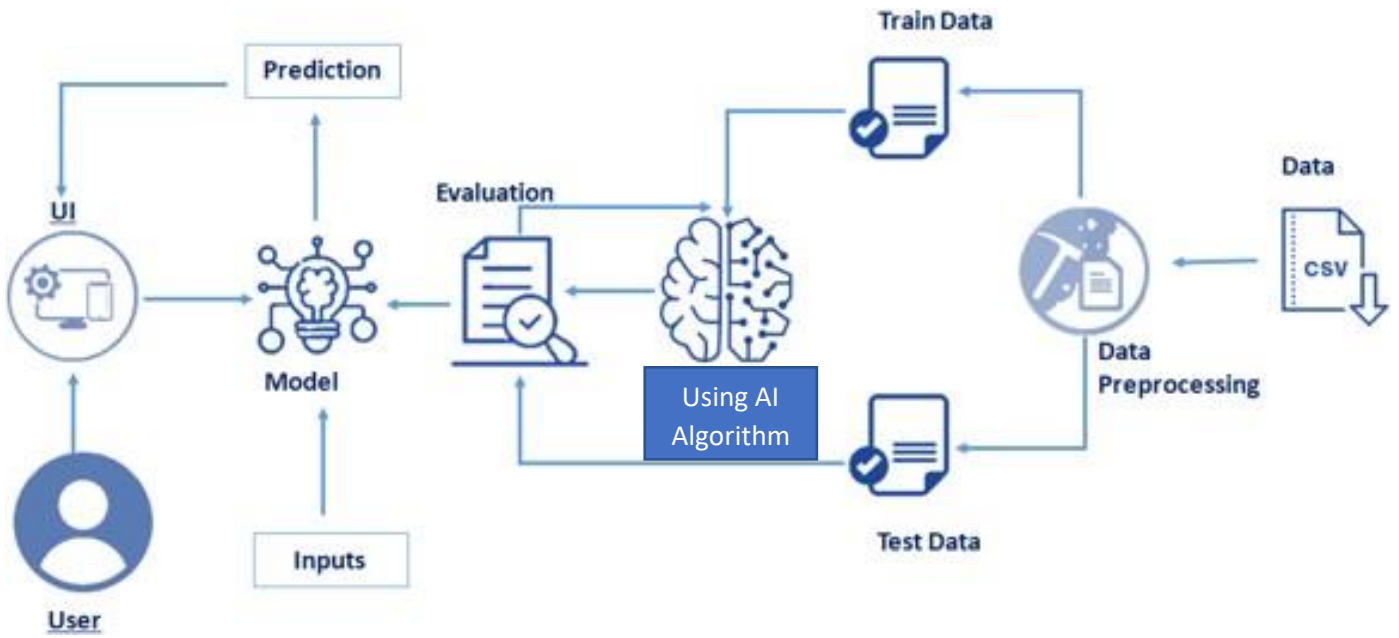 Train Data
Prediction
Data
Evaluation
UI
CSV
Model
Data
Preprocessing
Using AI
Algorithm
Inputs
Test Data
User